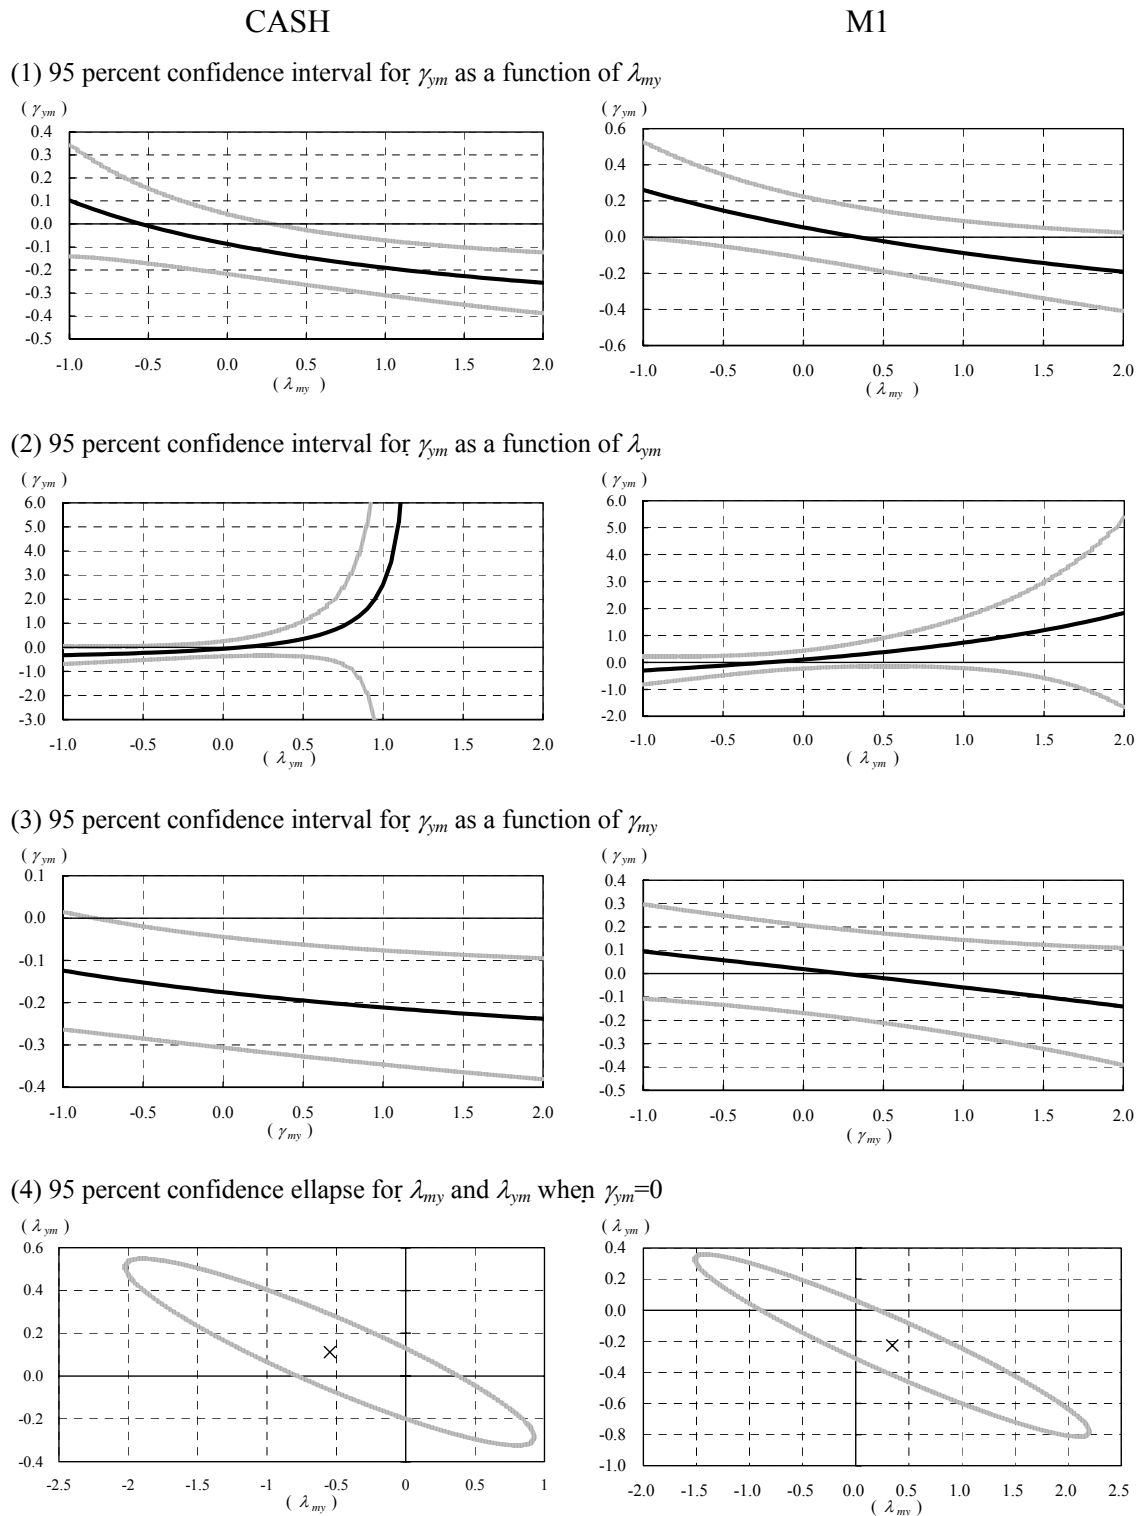 CASH M1
(1) 95 percent confidence interval for γym as a function of λmy
( γym ) ( γym )
0.4 0.6
0.3
0.2 0.4
0.1 0.2
0.0 0.0
-0.1
-0.2 -0.2
-0.3
-0.4 -0.4
-0.5 -0.6
-1.0 -0.5 0.0 0.5 1.0 1.5 2.0 -1.0 -0.5 0.0 0.5 1.0 1.5 2.0
( λmy ) ( λmy )
(2) 95 percent confidence interval for γym as a function of λym
( γym ) ( γym )
6.0 6.0
5.0 5.0
4.0 4.0
3.0 3.0
2.0 2.0
1.0 1.0
0.0 0.0
-1.0 -1.0
-2.0 -2.0
-3.0
-1.0 -0.5 0.0 0.5 1.0 1.5 2.0 -1.0 -0.5 0.0 0.5 1.0 1.5 2.0
( λym ) ( λym )
(3) 95 percent confidence interval for γym as a function of γmy
( γym ) ( γym )
0.1 0.4
0.3
0.0 0.2
-0.1 0.1
0.0
-0.2 -0.1
-0.2
-0.3 -0.3
-0.4
-0.4 -0.5
-1.0 -0.5 0.0 0.5 1.0 1.5 2.0 -1.0 -0.5 0.0 0.5 1.0 1.5 2.0
( γmy ) ( γmy )
(4) 95 percent confidence ellapse for λmy and λym when γym=0
( λym ) ( λym )
0.6 0.4
0.4 0.2
0.0
0.2 -0.2
0.0 -0.4
-0.2 -0.6
-0.8
-0.4 -1.0
-2.5 -2 -1.5 -1 -0.5 0 0.5 1 -2.0 -1.5 -1.0 -0.5 0.0 0.5 1.0 1.5 2.0 2.5
( λmy ) ( λmy )